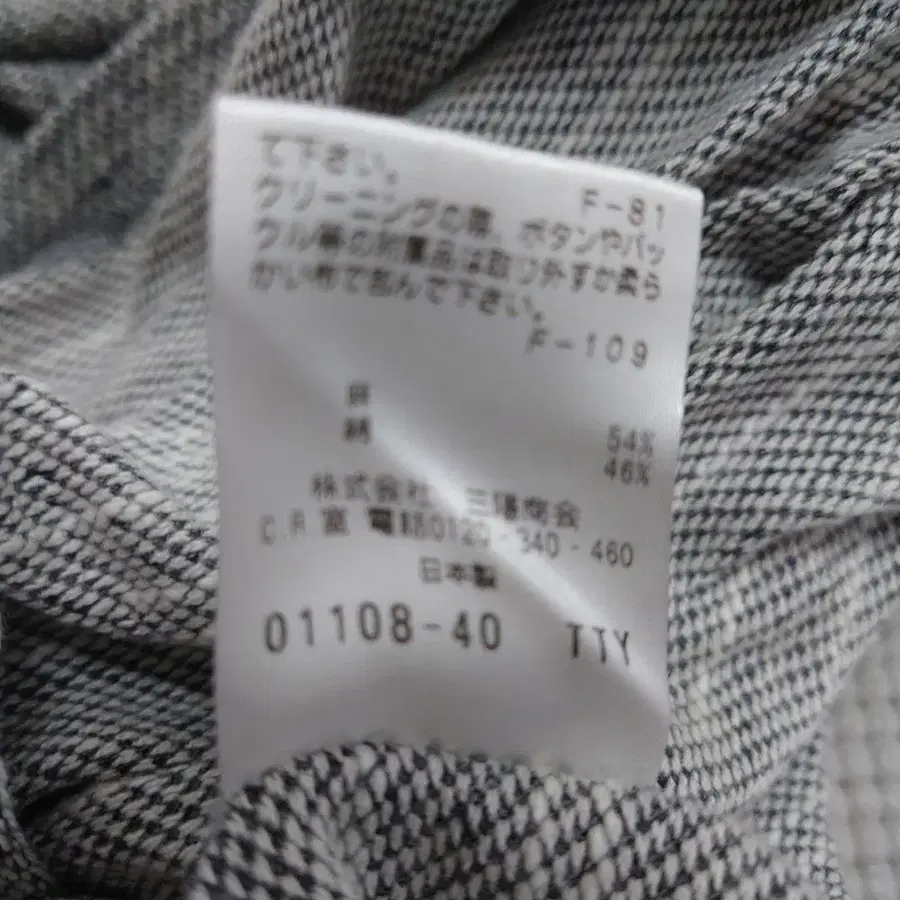 て下さい。
F-81
クリーニングの際、ボタンやバッ
クル等の附属品は取り外すか柔ら
かい布で包んで下さい。
F-109
麻 54%
綿 46%
株式会社 三陽商会
C.R 室 電話0120-340-460
日本製
01108-40 TTY